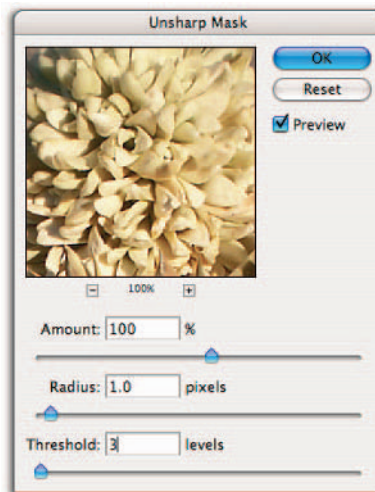 Unsharp Mask
OK
Reset
Preview
100%
Amount: 100 %
Radius: 1.0 pixels
Threshold: 3 levels